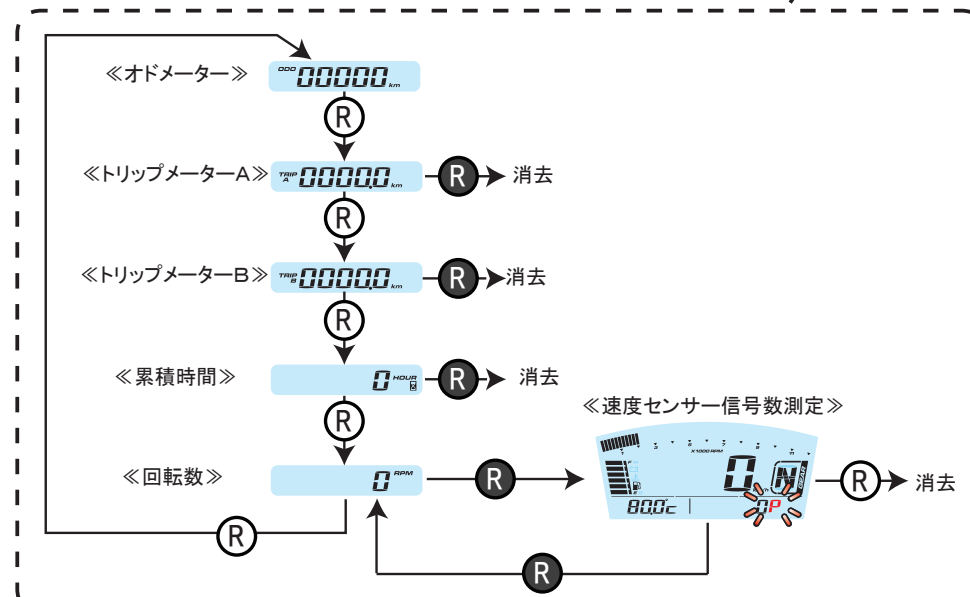 ≪オドメーター≫
ODO 00000 km
R
≪トリップメーターA≫
TRIP A 0000.0 km
R
消去
R
≪トリップメーターB≫
TRIP B 0000.0 km
R
消去
R
≪累積時間≫
0 HOUR
R
消去
R
≪速度センサー信号数測定≫
≪回転数≫
0 RPM
R
X1000 RPM
0
N
GEAR
80.0°c
0P
R
消去
R
R